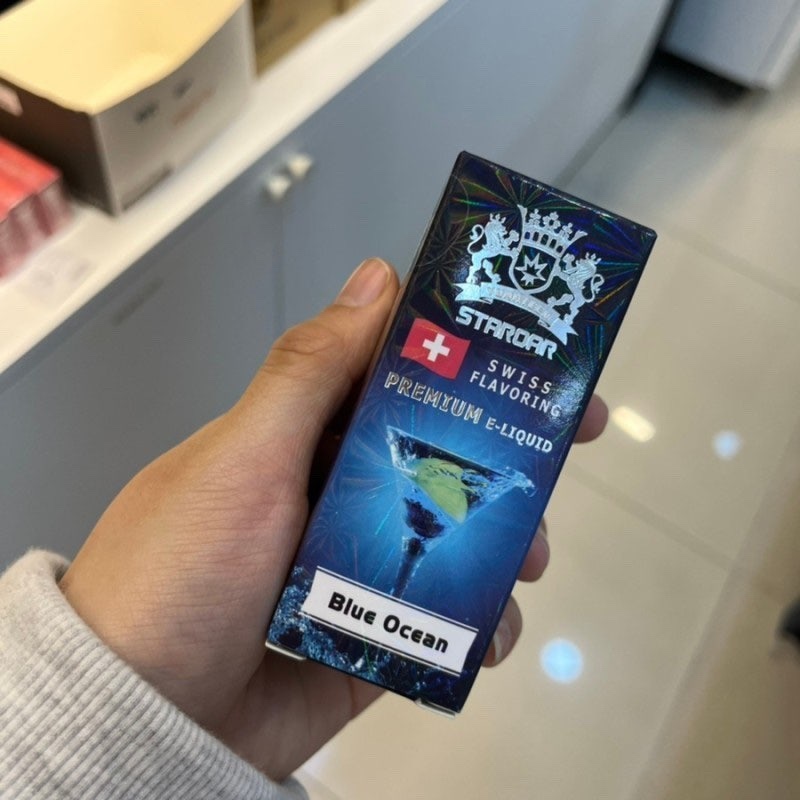 STARDAR
SWISS
FLAVORING
PREMIUM E-LIQUID
Blue Ocean